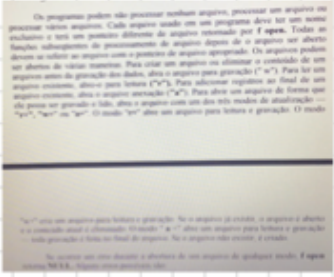 Os programas podem não processar nenhum arquivo, processar um arquivo ou
processar vários arquivos. Cada arquivo usado em um programa deve ter um nome
exclusivo e terá um ponteiro diferente de arquivo retornado por f open. Todas as
funções subseqüentes de processamento de arquivo depois de o arquivo ser aberto
devem se referir ao arquivo com o ponteiro de arquivo apropriado. Os arquivos podem
ser abertos de várias maneiras. Para criar um arquivo ou eliminar o conteúdo de um
arquivo antes da gravação dos dados, abra o arquivo para gravação (" w"). Para ler um
arquivo existente, abra-o para leitura ("r"). Para adicionar registros ao final de um
arquivo existente, abra o arquivo anexação ("a"). Para abrir um arquivo de forma que
ele possa ser gravado e lido, abra o arquivo com um dos três modos de atualização —
"r+", "w+" ou "a+". O modo "r+" abre um arquivo para leitura e gravação. O modo
"w+" cria um arquivo para leitura e gravação. Se o arquivo já existir, o arquivo é aberto
e o conteúdo atual é eliminado. O modo " a +" abre um arquivo para leitura e gravação
toda gravação é feita no final do arquivo. Se o arquivo não existir, é criado.
Se ocorrer um erro durante a abertura de um arquivo de qualquer modo, f open
retorna NULL. Alguns erros possíveis são: